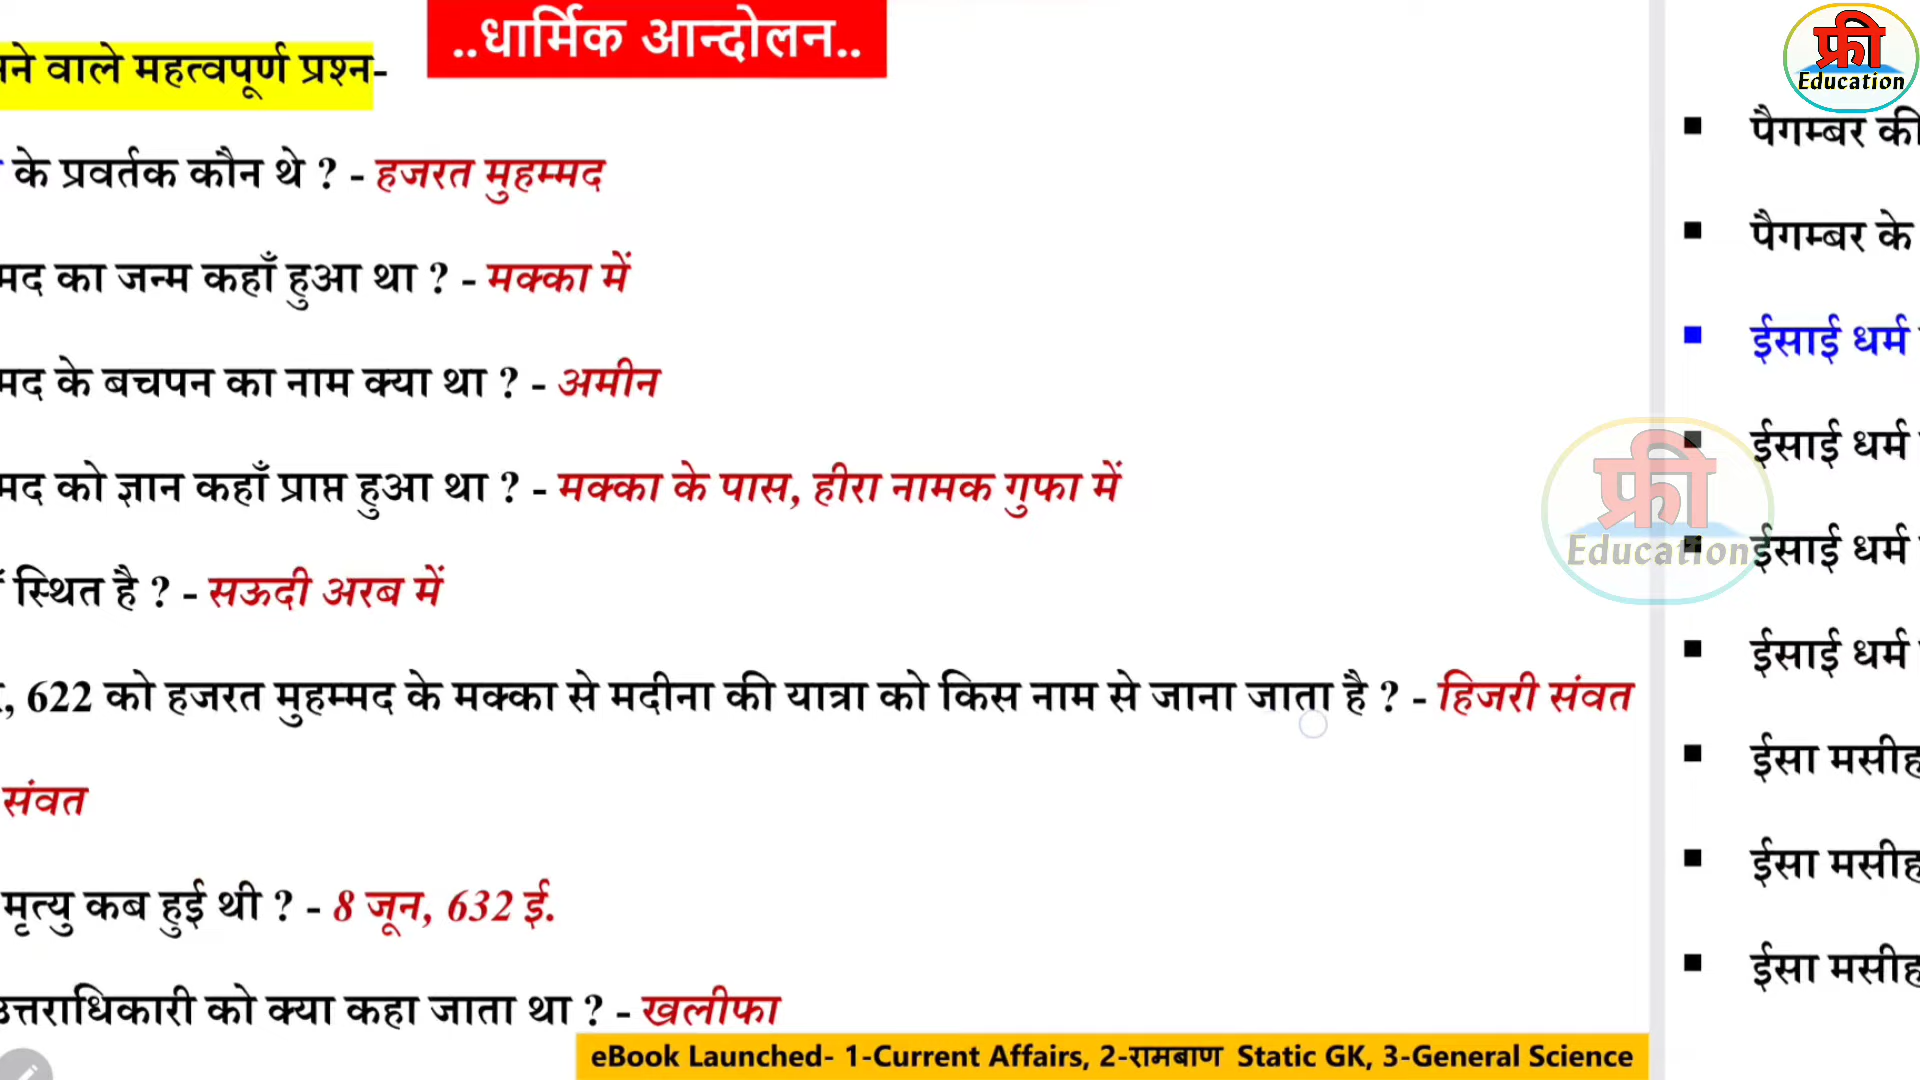 ..धार्मिक आन्दोलन..
वाले महत्वपूर्ण प्रश्न-
के प्रवर्तक कौन थे ? - हजरत मुहम्मद
का जन्म कहाँ हुआ था ? - मक्का में
के बचपन का नाम क्या था ? - अमीन
को ज्ञान कहाँ प्राप्त हुआ था ? - मक्का के पास, हीरा नामक गुफा में
स्थित है ? - सऊदी अरब में
, 622 को हजरत मुहम्मद के मक्का से मदीना की यात्रा को किस नाम से जाना जाता है ? - हिजरी संवत
संवत
मृत्यु कब हुई थी ? - 8 जून, 632 ई.
उत्तराधिकारी को क्या कहा जाता था ? - खलीफा
eBook Launched- 1-Current Affairs, 2-रामबाण Static GK, 3-General Science
फ्री
Education
पैगम्बर की
पैगम्बर के
ईसाई धर्म
ईसाई धर्म
ईसाई धर्म
ईसाई धर्म
ईसा मसीह
ईसा मसीह
ईसा मसीह
फ्री
Education